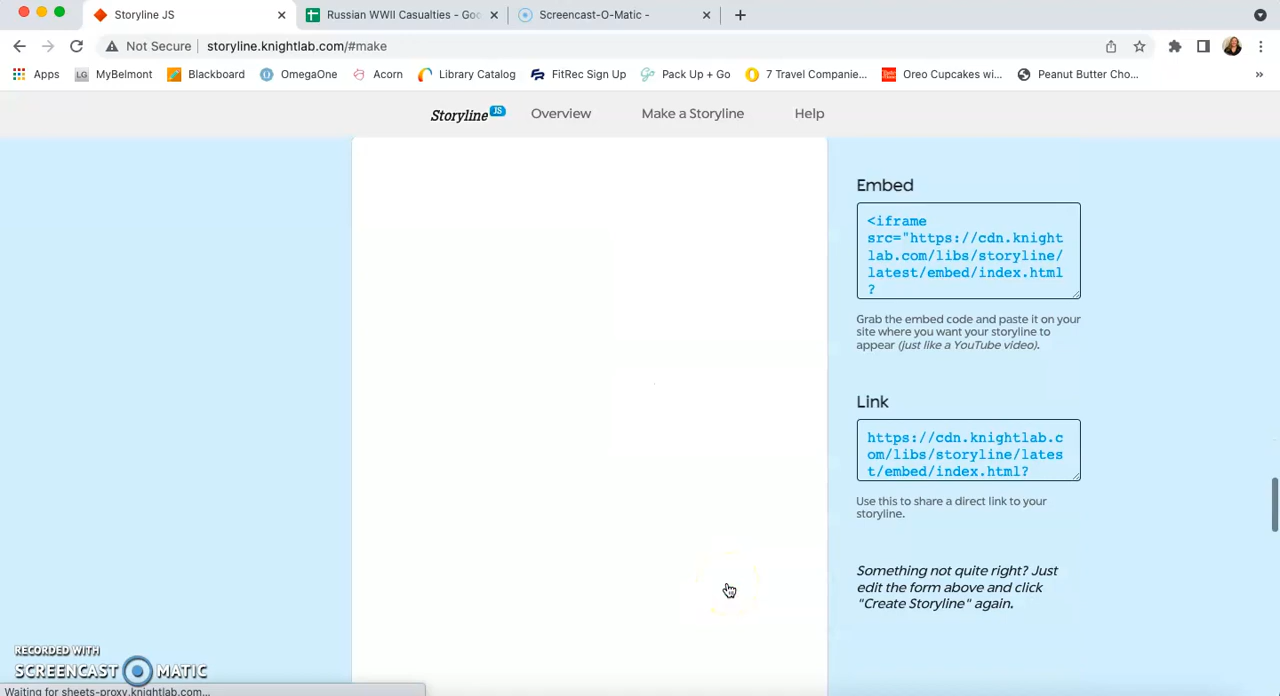 Storyline JS
Russian WWII Casualties - Goo
Screencast-O-Matic -
Not Secure
storyline.knightlab.com/#make
Apps
LG MyBelmont
Blackboard
OmegaOne
Acorn
Library Catalog
FitRec Sign Up
Pack Up + Go
7 Travel Companie...
Oreo Cupcakes wi...
Peanut Butter Cho...
»
Storyline JS
Overview
Make a Storyline
Help
Embed
<iframe
src="https://cdn.knight
lab.com/libs/storyline/
latest/embed/index.html
?
Grab the embed code and paste it on your
site where you want your storyline to
appear (just like a YouTube video).
Link
https://cdn.knightlab.c
om/libs/storyline/lates
t/embed/index.html?
Use this to share a direct link to your
storyline.
Something not quite right? Just
edit the form above and click
"Create Storyline" again.
RECORDED WITH
SCREENCAST MATIC
Waiting for sheets-proxy.knightlab.com...